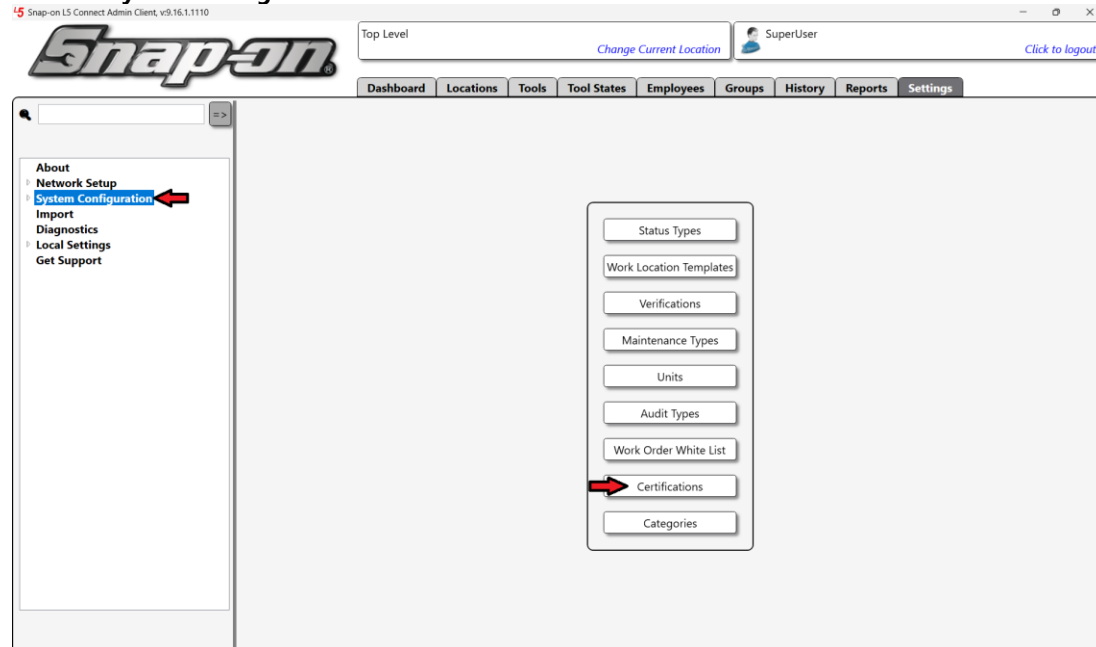 L5 Snap-on L5 Connect Admin Client, v:9.16.1.1110
Snap-on®
Top Level
Change Current Location
SuperUser
Click to logout
Dashboard Locations Tools Tool States Employees Groups History Reports Settings
=>
About
Network Setup
System Configuration
Import
Diagnostics
Local Settings
Get Support
Status Types
Work Location Templates
Verifications
Maintenance Types
Units
Audit Types
Work Order White List
Certifications
Categories